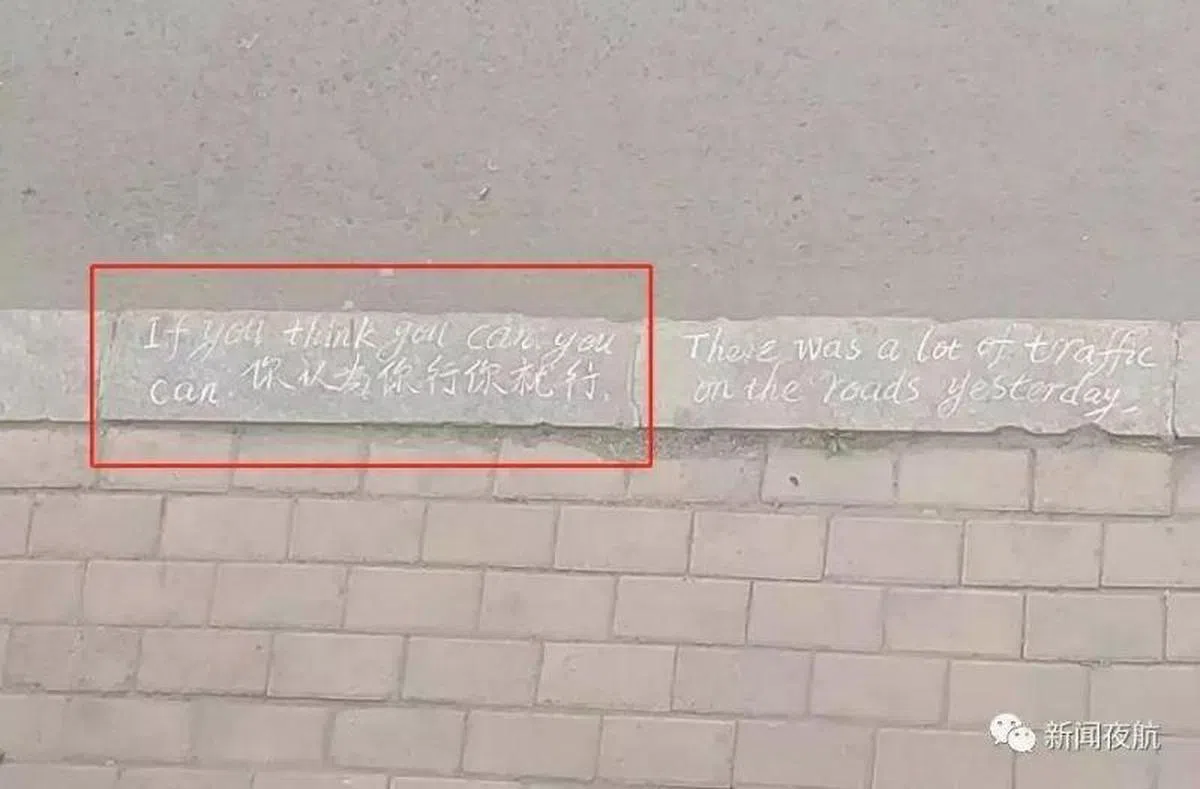 If you think you can you
can. 你认为你行你就行.
There was a lot of traffic
on the roads yesterday.
新闻夜航